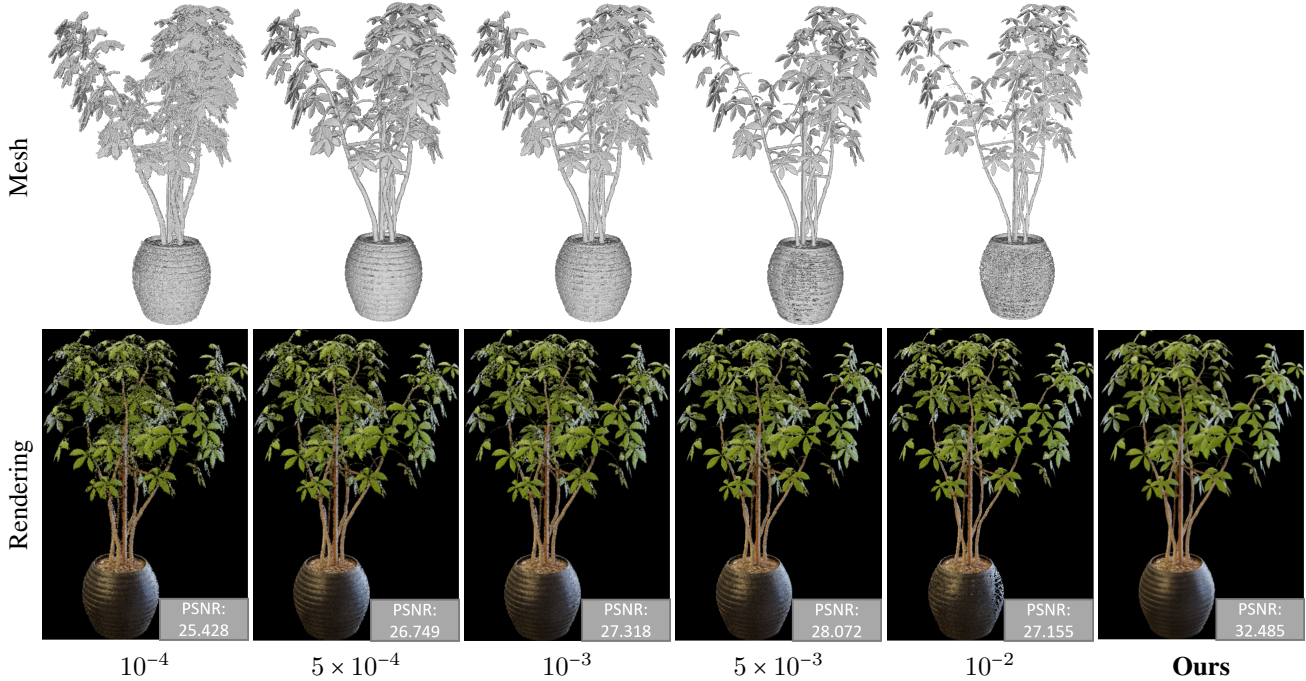 Mesh
Rendering
PSNR:
25.428
PSNR:
26.749
PSNR:
27.318
PSNR:
28.072
PSNR:
27.155
PSNR:
32.485
10⁻⁴
5 × 10⁻⁴
10⁻³
5 × 10⁻³
10⁻²
Ours